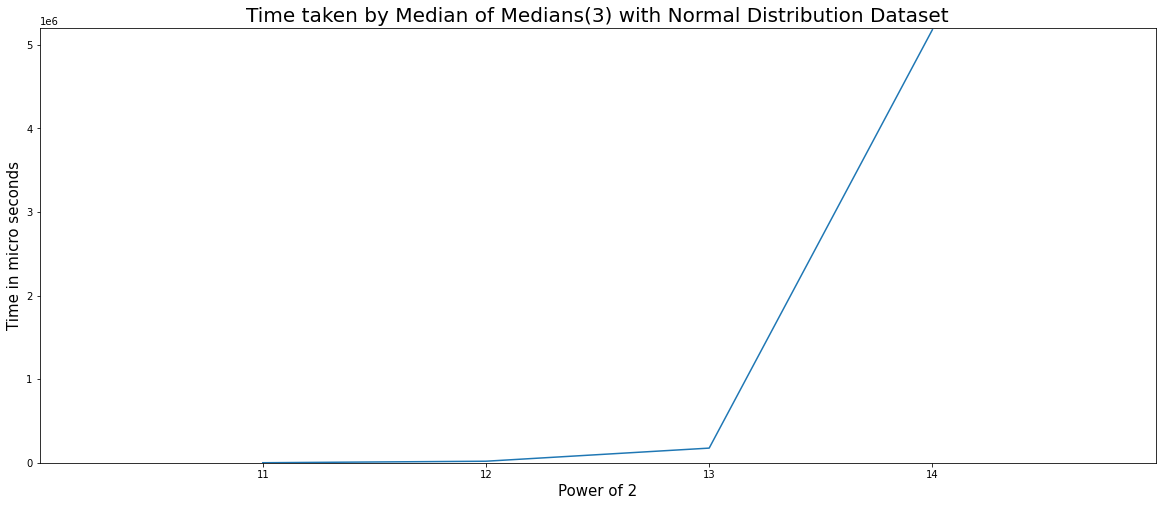 Time taken by Median of Medians(3) with Normal Distribution Dataset
1e6
5
4
3
2
1
0
Time in micro seconds
11 12 13 14
Power of 2